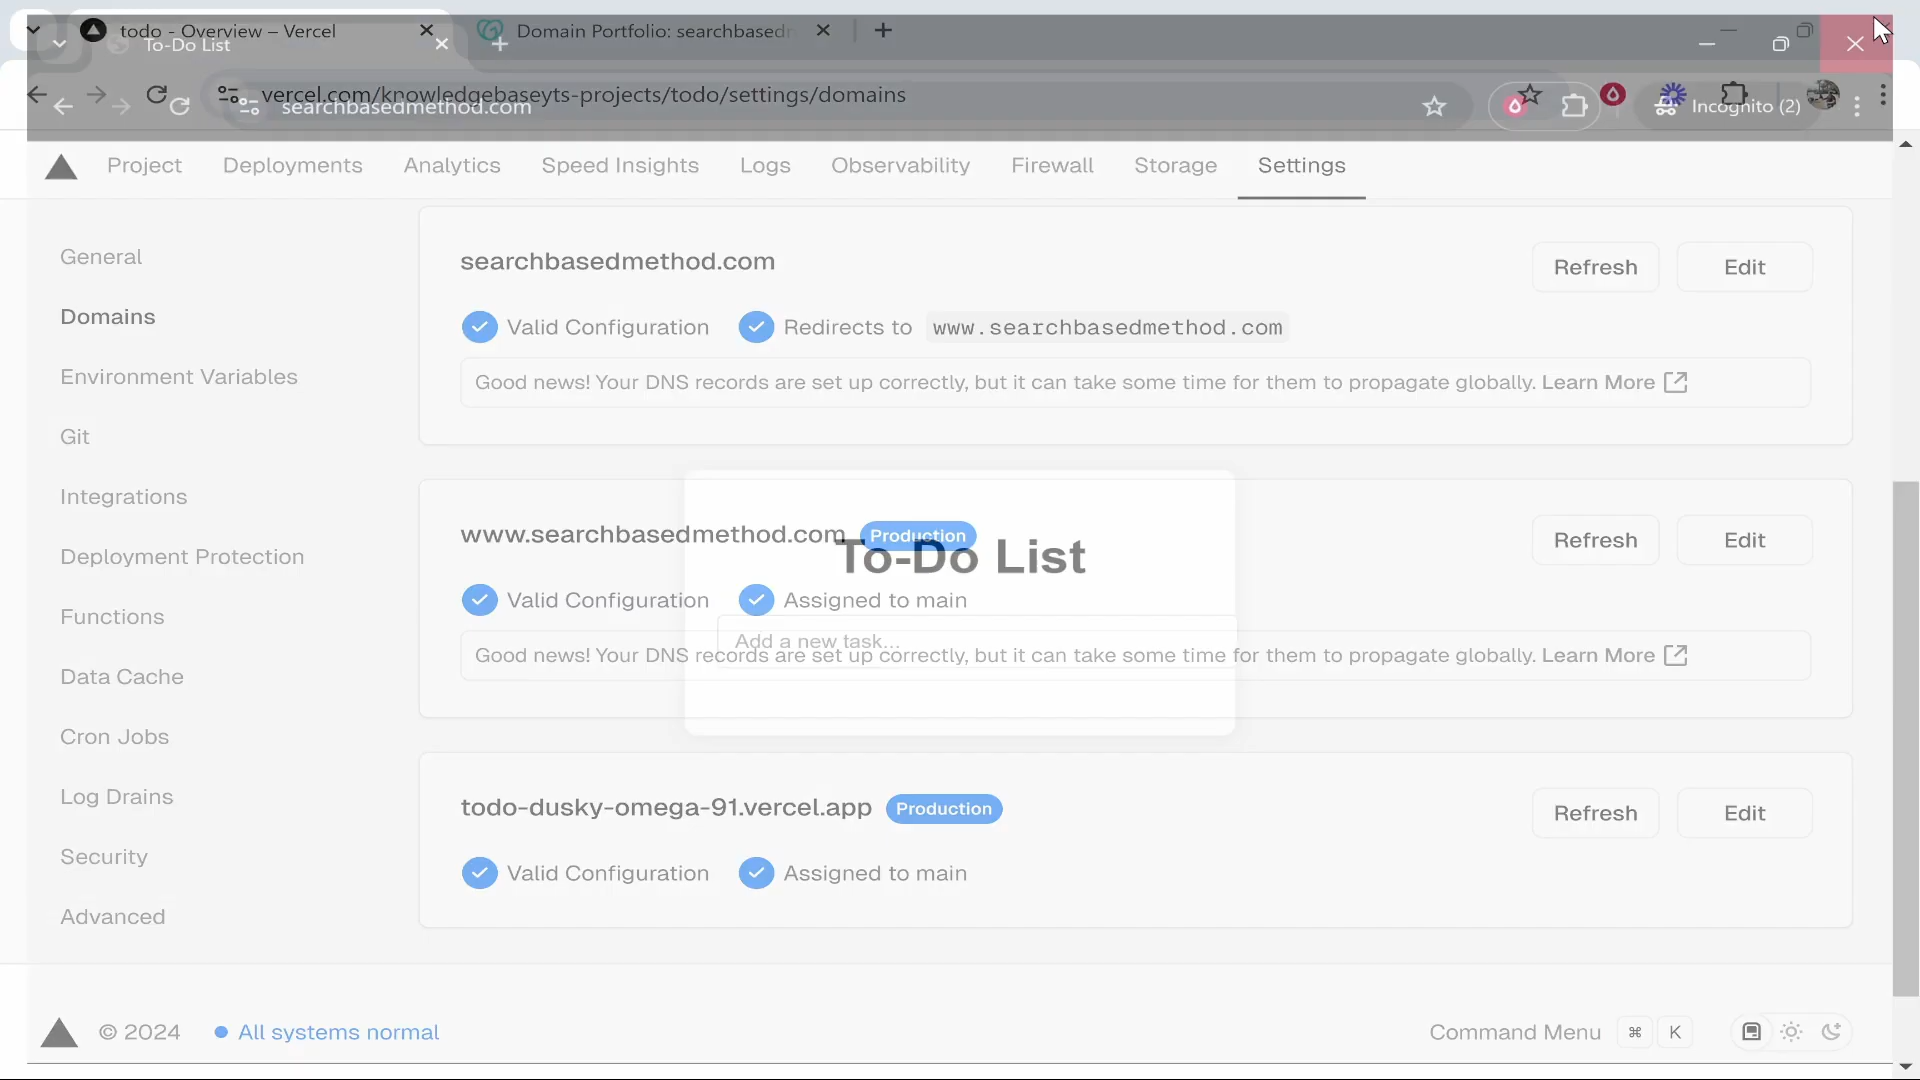 todo - Overview – Vercel
Domain Portfolio: searchbasedm
To-Do List
vercel.com/knowledgebaseyts-projects/todo/settings/domains
searchbasedmethod.com
Incognito (2)
Project
Deployments
Analytics
Speed Insights
Logs
Observability
Firewall
Storage
Settings
General
Domains
Environment Variables
Git
Integrations
Deployment Protection
Functions
Data Cache
Cron Jobs
Log Drains
Security
Advanced
searchbasedmethod.com
Refresh
Edit
Valid Configuration
Redirects to www.searchbasedmethod.com
Good news! Your DNS records are set up correctly, but it can take some time for them to propagate globally. Learn More
www.searchbasedmethod.com
Production
Refresh
Edit
To-Do List
Valid Configuration
Assigned to main
Add a new task...
Good news! Your DNS records are set up correctly, but it can take some time for them to propagate globally. Learn More
todo-dusky-omega-91.vercel.app
Production
Refresh
Edit
Valid Configuration
Assigned to main
© 2024
All systems normal
Command Menu
⌘
K